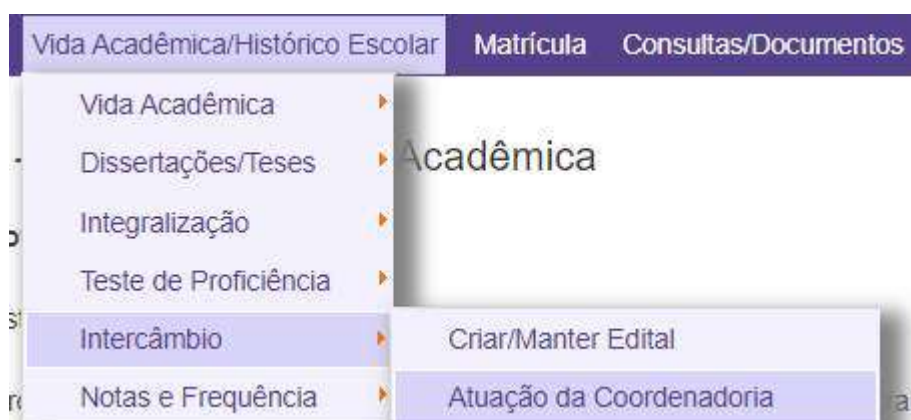 Vida Acadêmica/Histórico Escolar Matrícula Consultas/Documentos
Vida Acadêmica
Acadêmica
Dissertações/Teses
Integralização
Teste de Proficiência
Intercâmbio
Criar/Manter Edital
Notas e Frequência
Atuação da Coordenadoria